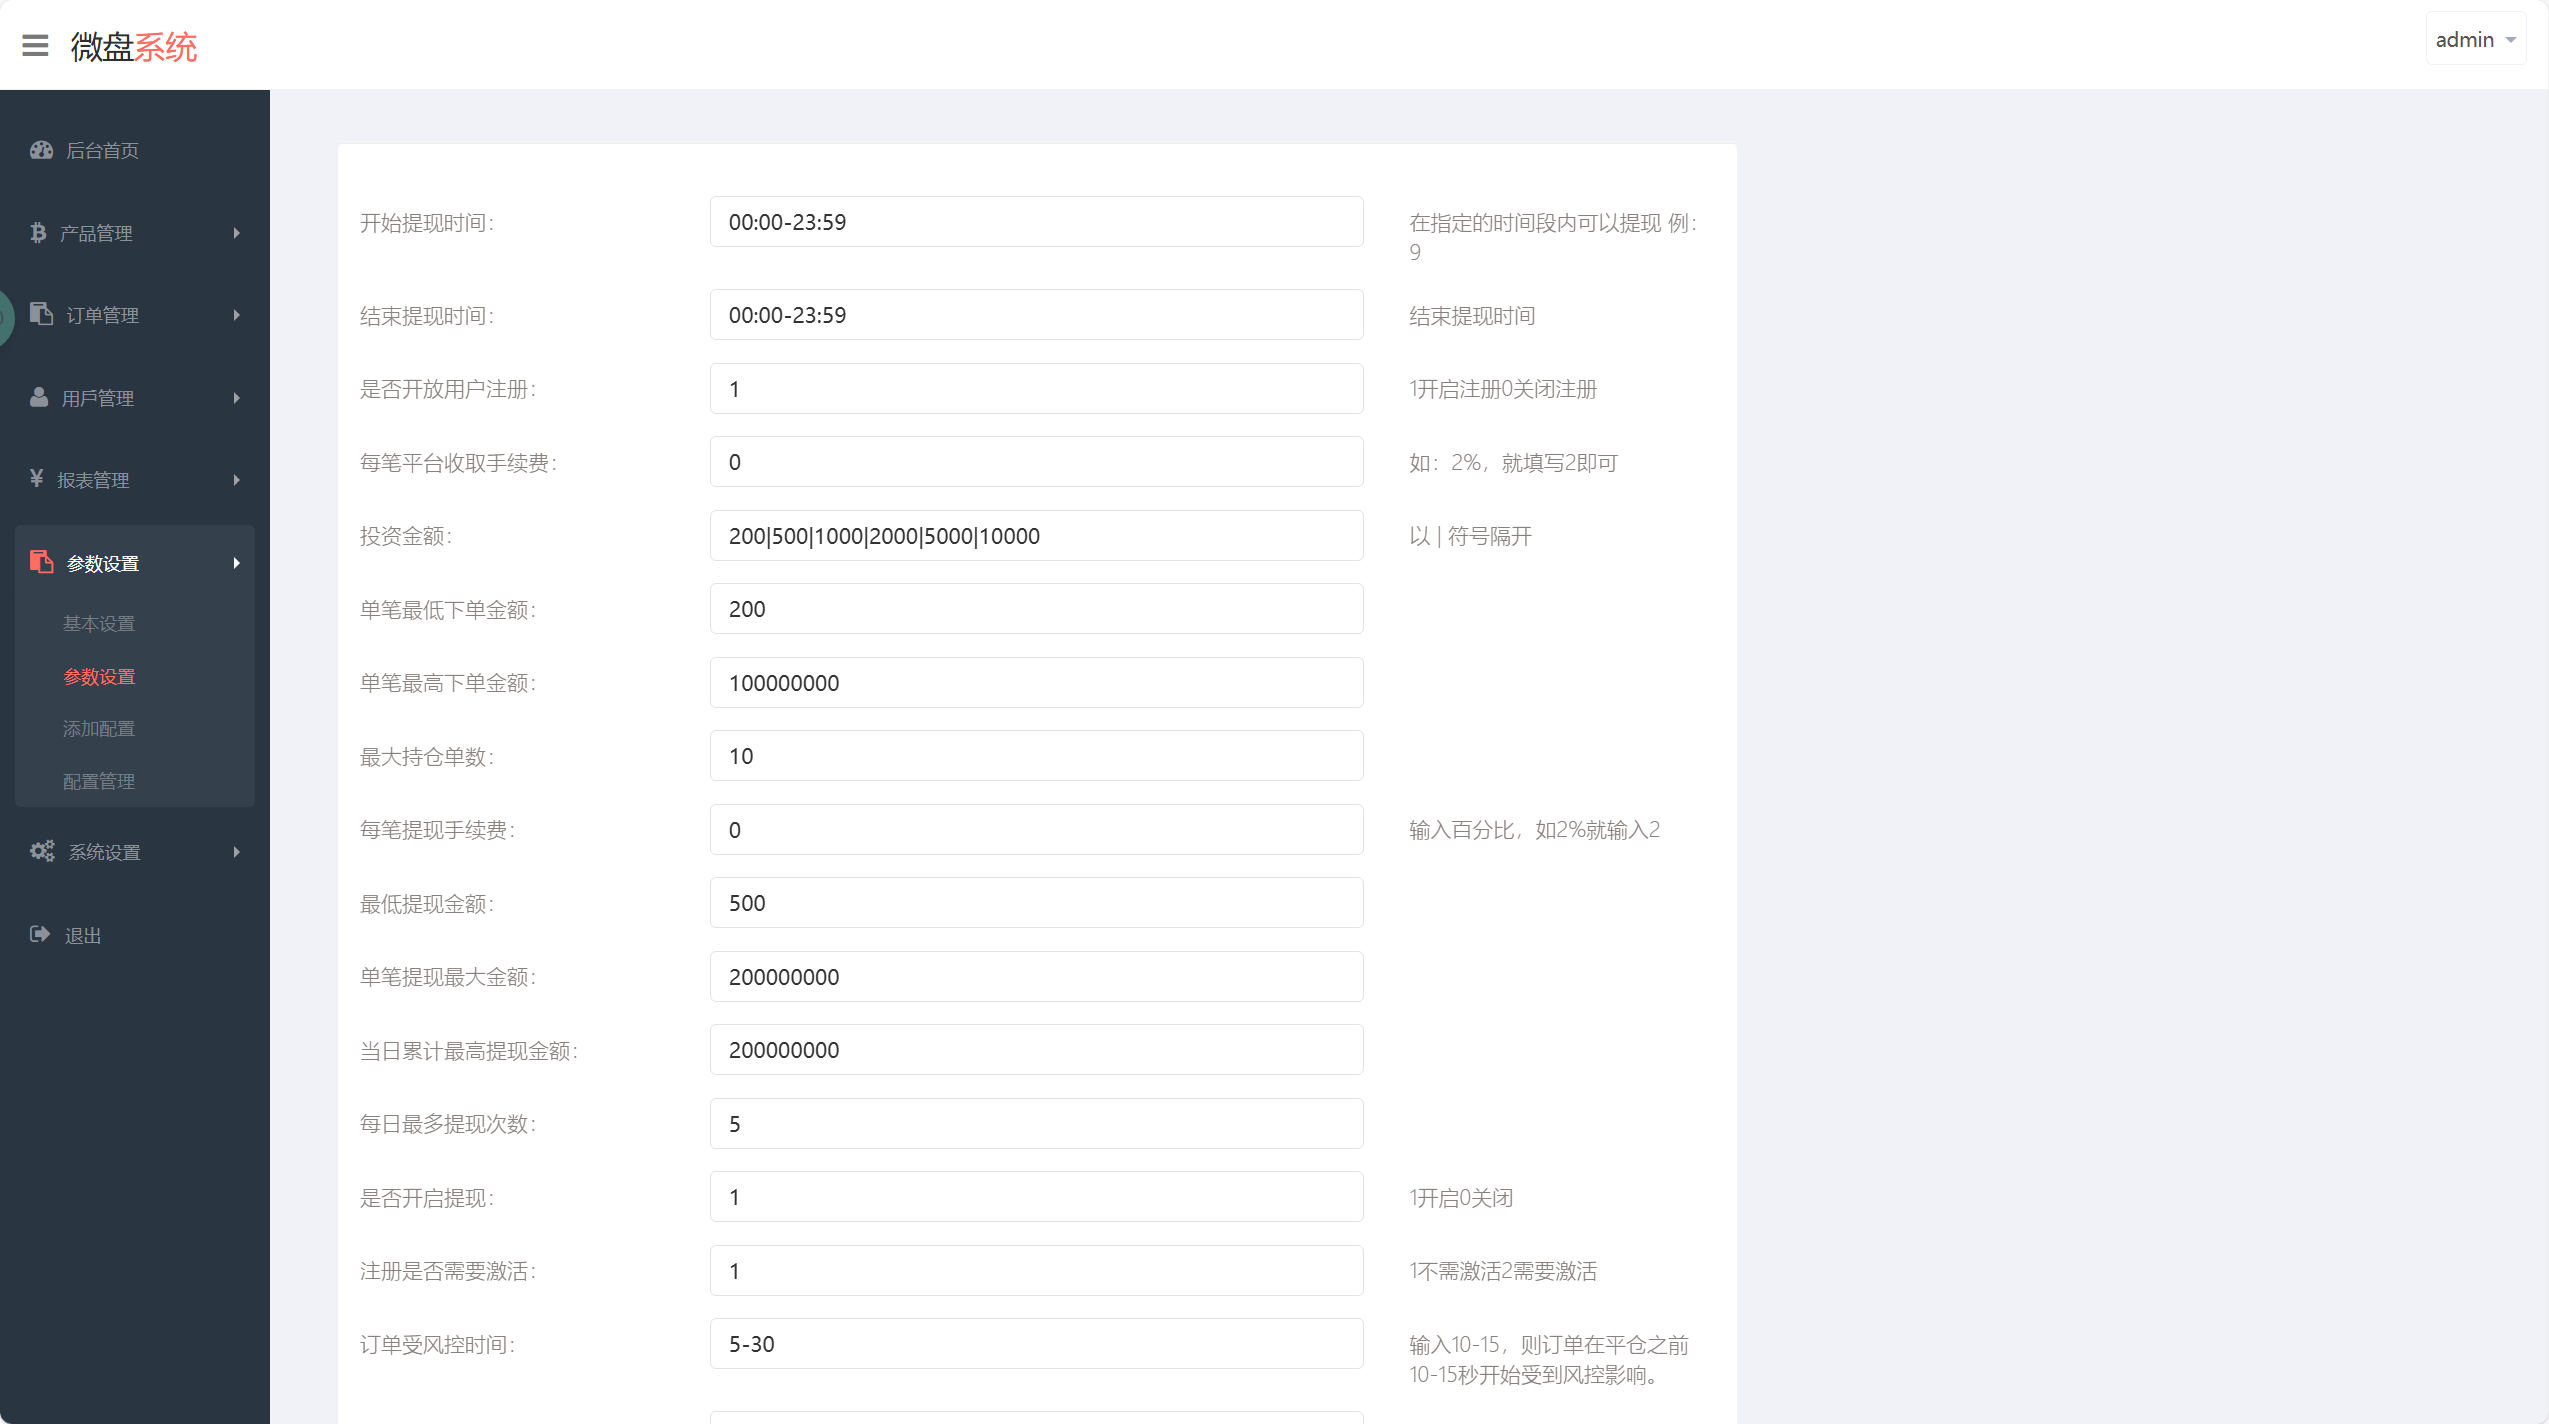 微盘系统
admin
后台首页
产品管理
订单管理
用戶管理
¥ 报表管理
参数设置
基本设置
参数设置
添加配置
配置管理
系统设置
退出
开始提现时间：
00:00-23:59
在指定的时间段内可以提现 例：
9
结束提现时间：
00:00-23:59
结束提现时间
是否开放用户注册：
1
1开启注册0关闭注册
每笔平台收取手续费：
0
如：2%，就填写2即可
投资金额：
200|500|1000|2000|5000|10000
以 | 符号隔开
单笔最低下单金额：
200
单笔最高下单金额：
100000000
最大持仓单数：
10
每笔提现手续费：
0
输入百分比，如2%就输入2
最低提现金额：
500
单笔提现最大金额：
200000000
当日累计最高提现金额：
200000000
每日最多提现次数：
5
是否开启提现：
1
1开启0关闭
注册是否需要激活：
1
1不需激活2需要激活
订单受风控时间：
5-30
输入10-15，则订单在平仓之前
10-15秒开始受到风控影响。